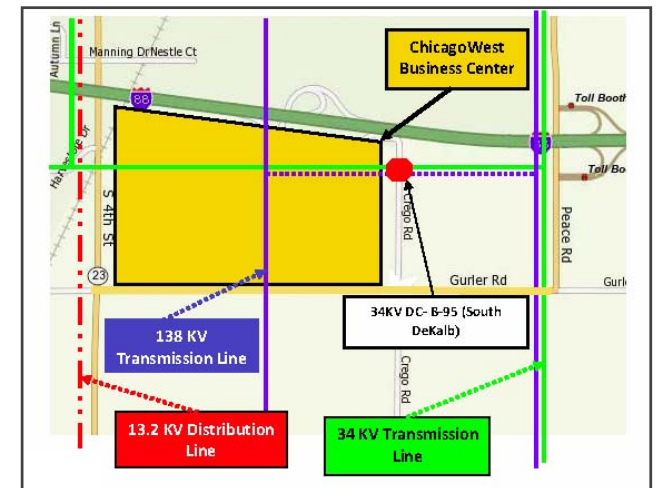 Autumn Ln
Manning Dr Nestle Ct
ChicagoWest
Business Center
88
Toll Booth
Toll Bo
S 4th St
Crego Rd
Peace Rd
23
Gurler Rd
Gurl
34KV DC- B-95 (South
DeKalb)
138 KV
Transmission Line
Crego Rd
13.2 KV Distribution
Line
34 KV Transmission
Line